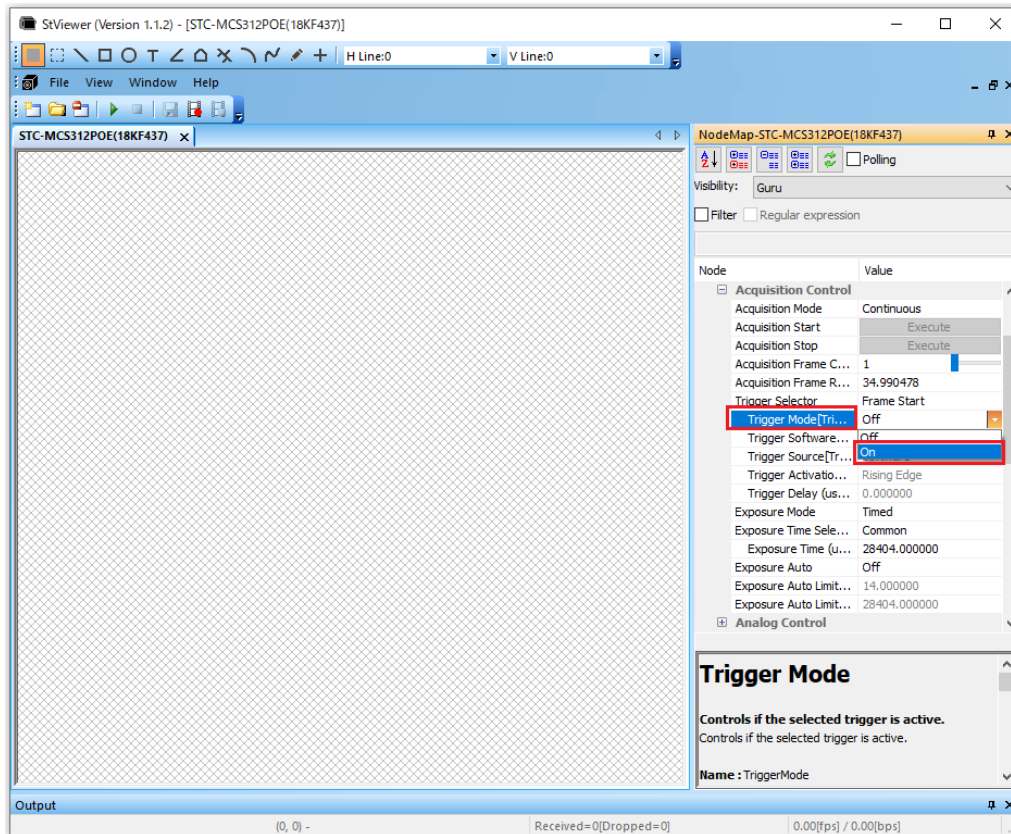 StViewer (Version 1.1.2) - [STC-MCS312POE(18KF437)]
H Line:0 V Line:0
File View Window Help
STC-MCS312POE(18KF437)
NodeMap-STC-MCS312POE(18KF437)
Polling
Visibility: Guru
Filter Regular expression
Node Value
Acquisition Control
Acquisition Mode Continuous
Acquisition Start Execute
Acquisition Stop Execute
Acquisition Frame C... 1
Acquisition Frame R... 34.990478
Trigger Selector Frame Start
Trigger Mode[Tri... Off
Trigger Software... Off
Trigger Source[Tr... On
Trigger Activatio... Rising Edge
Trigger Delay (us... 0.000000
Exposure Mode Timed
Exposure Time Sele... Common
Exposure Time (u... 28404.000000
Exposure Auto Off
Exposure Auto Limit... 14.000000
Exposure Auto Limit... 28404.000000
Analog Control
Trigger Mode
Controls if the selected trigger is active.
Controls if the selected trigger is active.
Name : TriggerMode
Output
(0, 0) - Received=0[Dropped=0] 0.00[fps] / 0.00[bps]